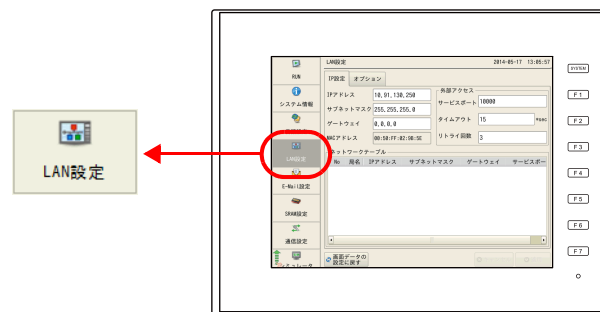 LAN設定
RUN
システム情報
LAN設定
E-Mail設定
SRAM設定
通信設定
シミュレータ
LAN設定 2014-05-17 13:05:57
IP設定 オプション
IPアドレス 10.91.130.250
サブネットマスク 255.255.255.0
ゲートウェイ 0.0.0.0
MACアドレス 00:50:FF:02:90:5E
外部アクセス
サービスポート 10000
タイムアウト 15 *sec
リトライ回数 3
ネットワークテーブル
No 局名 IPアドレス サブネットマスク ゲートウェイ サービスポー
画面データの
設定に戻す
SYSTEM
F1
F2
F3
F4
F5
F6
F7